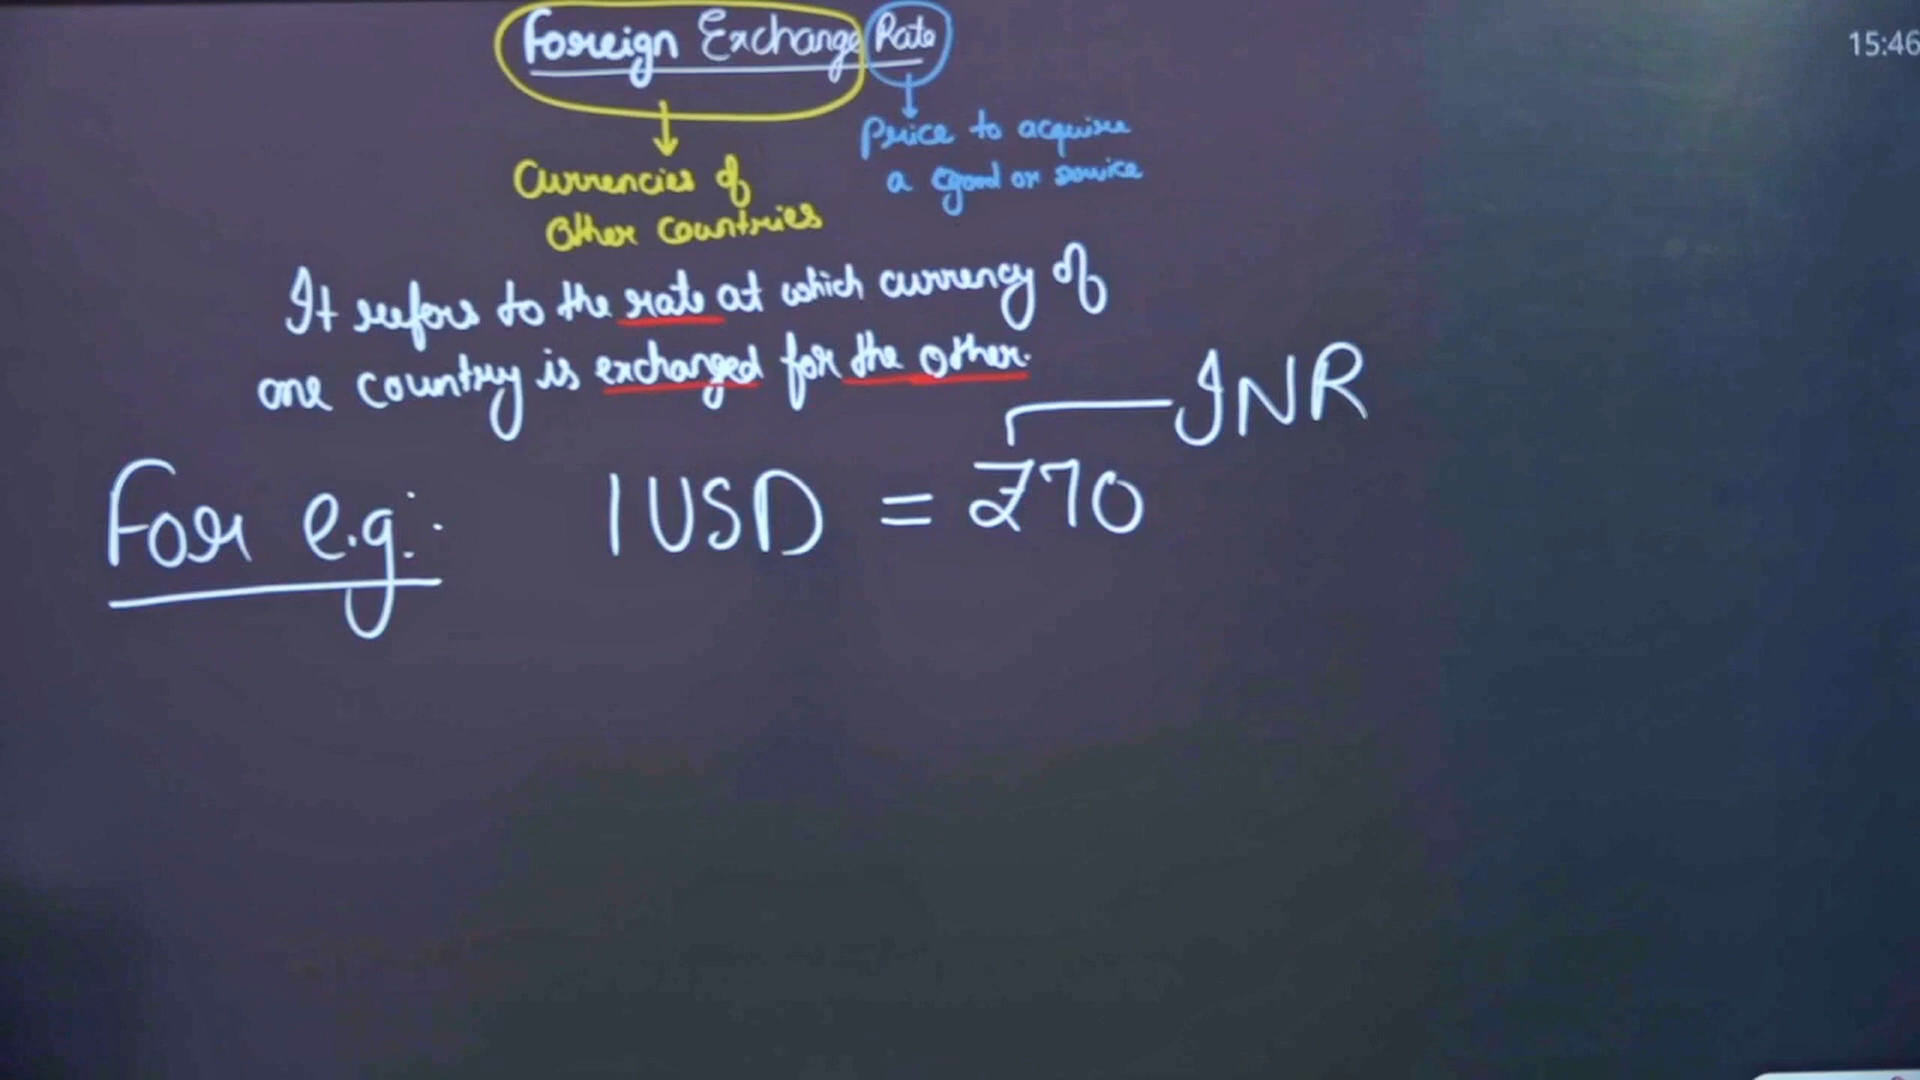 Foreign Exchange Rate
15:46
Price to acquire
a good or service
Currencies of
Other countries
It refers to the rate at which currency of
one country is exchanged for the other.
INR
For e.g:-
1 USD = ₹70